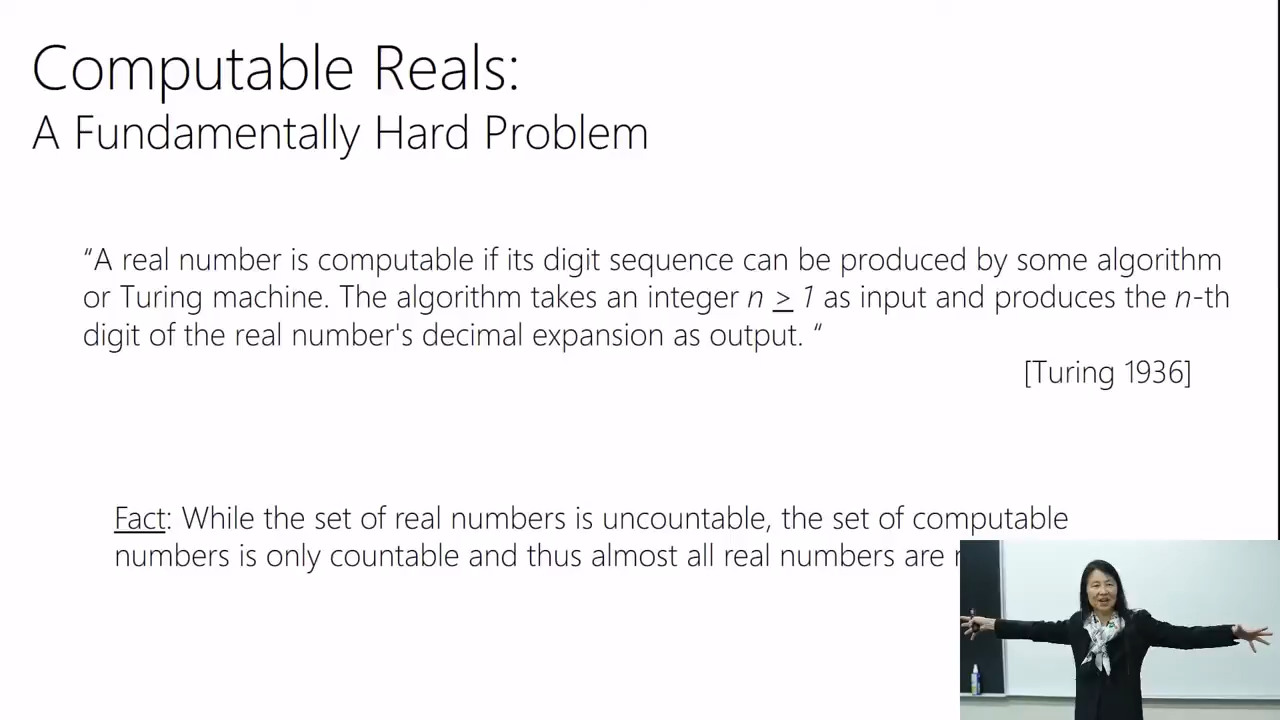 Computable Reals:
A Fundamentally Hard Problem
“A real number is computable if its digit sequence can be produced by some algorithm
or Turing machine. The algorithm takes an integer n ≥ 1 as input and produces the n-th
digit of the real number's decimal expansion as output. “
[Turing 1936]
Fact: While the set of real numbers is uncountable, the set of computable
numbers is only countable and thus almost all real numbers are